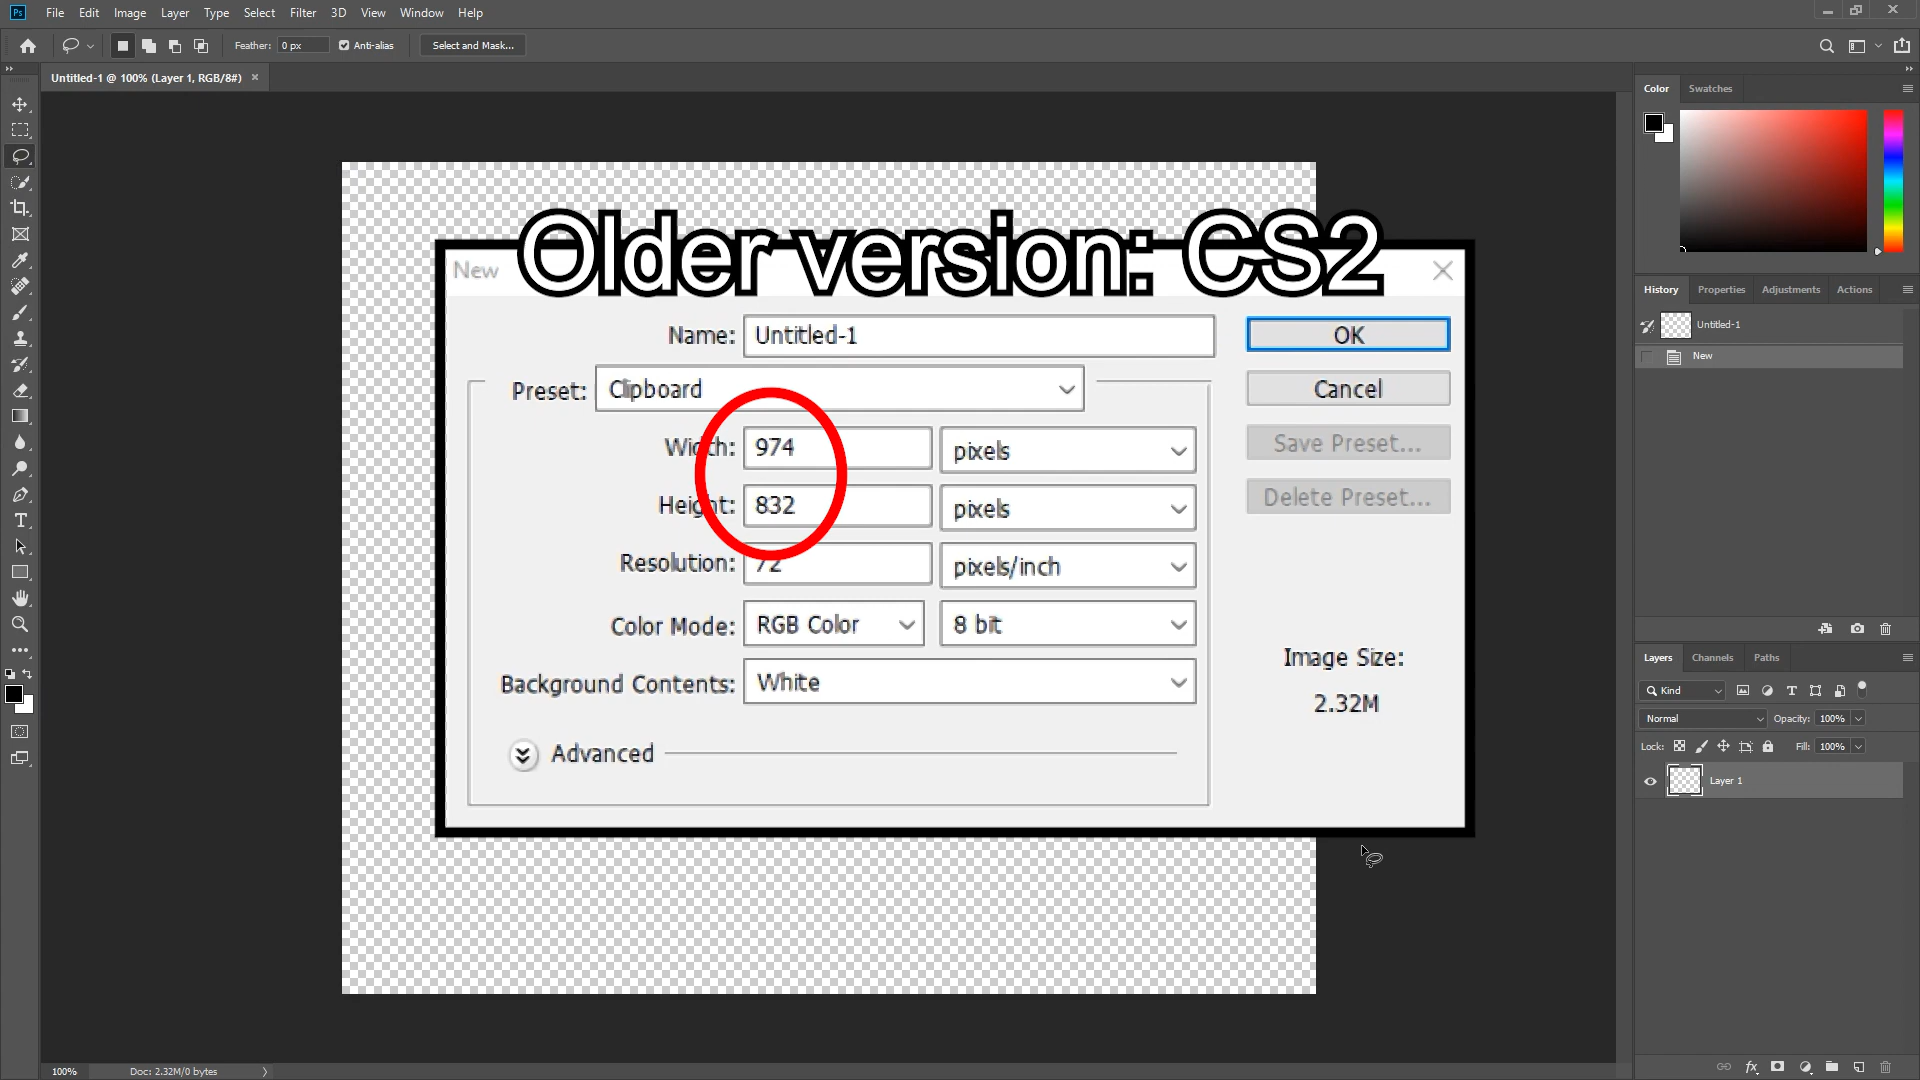 Ps File Edit Image Layer Type Select Filter 3D View Window Help
Feather: 0 px Anti-alias Select and Mask...
Untitled-1 @ 100% (Layer 1, RGB/8#) ×
Color Swatches
Older version: CS2
New
Name: Untitled-1 OK
Preset: Clipboard Cancel
Width: 974 pixels Save Preset...
Height: 832 pixels Delete Preset...
Resolution: 72 pixels/inch
Color Mode: RGB Color 8 bit
Background Contents: White
Image Size:
2.32M
Advanced
History Properties Adjustments Actions
Untitled-1
New
Layers Channels Paths
Kind
Normal Opacity: 100%
Lock: Fill: 100%
Layer 1
100% Doc: 2.32M/0 bytes